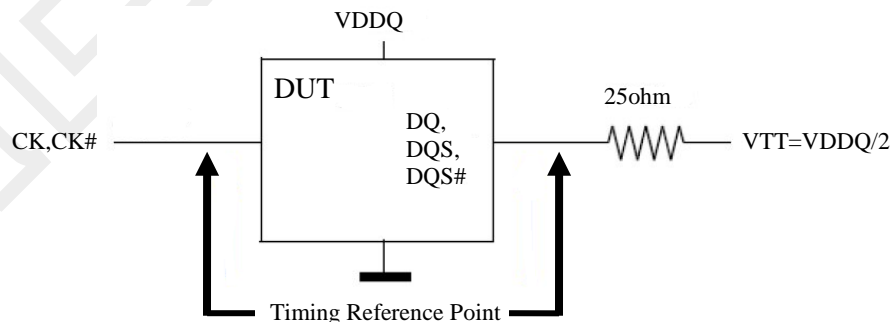 VDDQ
DUT
25ohm
CK,CK#
DQ,
DQS,
DQS#
VTT=VDDQ/2
Timing Reference Point